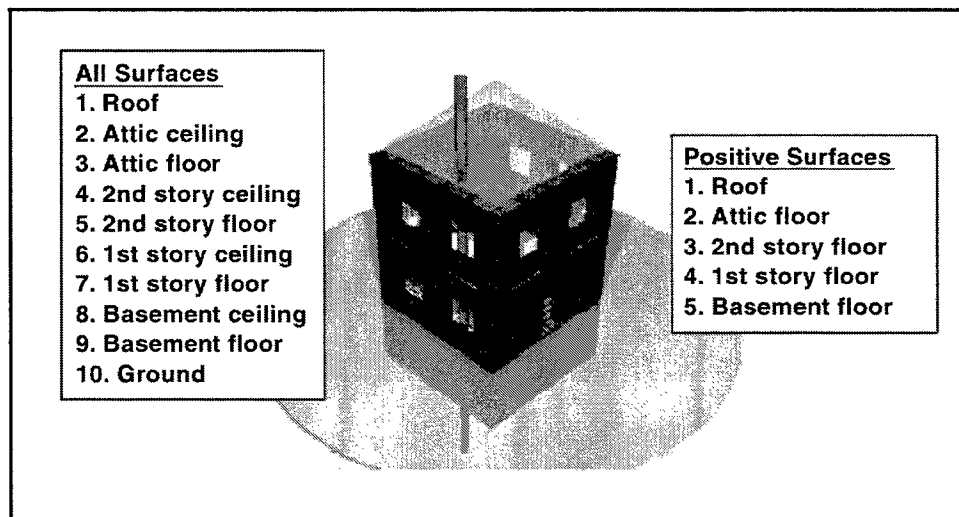 All Surfaces
1. Roof
2. Attic ceiling
3. Attic floor
4. 2nd story ceiling
5. 2nd story floor
6. 1st story ceiling
7. 1st story floor
8. Basement ceiling
9. Basement floor
10. Ground
Positive Surfaces
1. Roof
2. Attic floor
3. 2nd story floor
4. 1st story floor
5. Basement floor